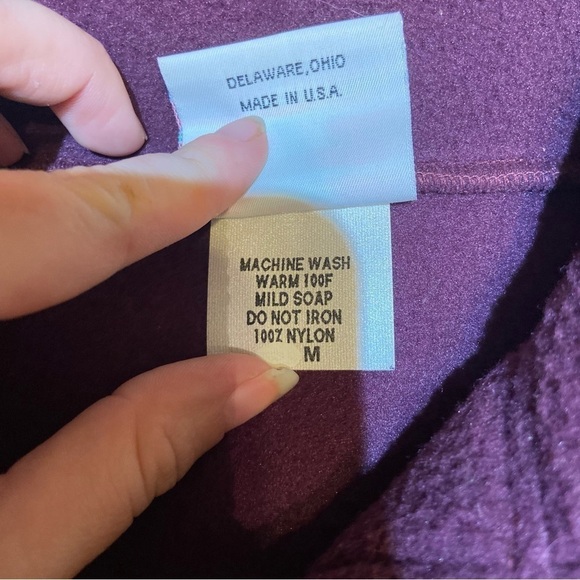 DELAWARE, OHIO
MADE IN U.S.A.
MACHINE WASH
WARM 100F
MILD SOAP
DO NOT IRON
100% NYLON
M